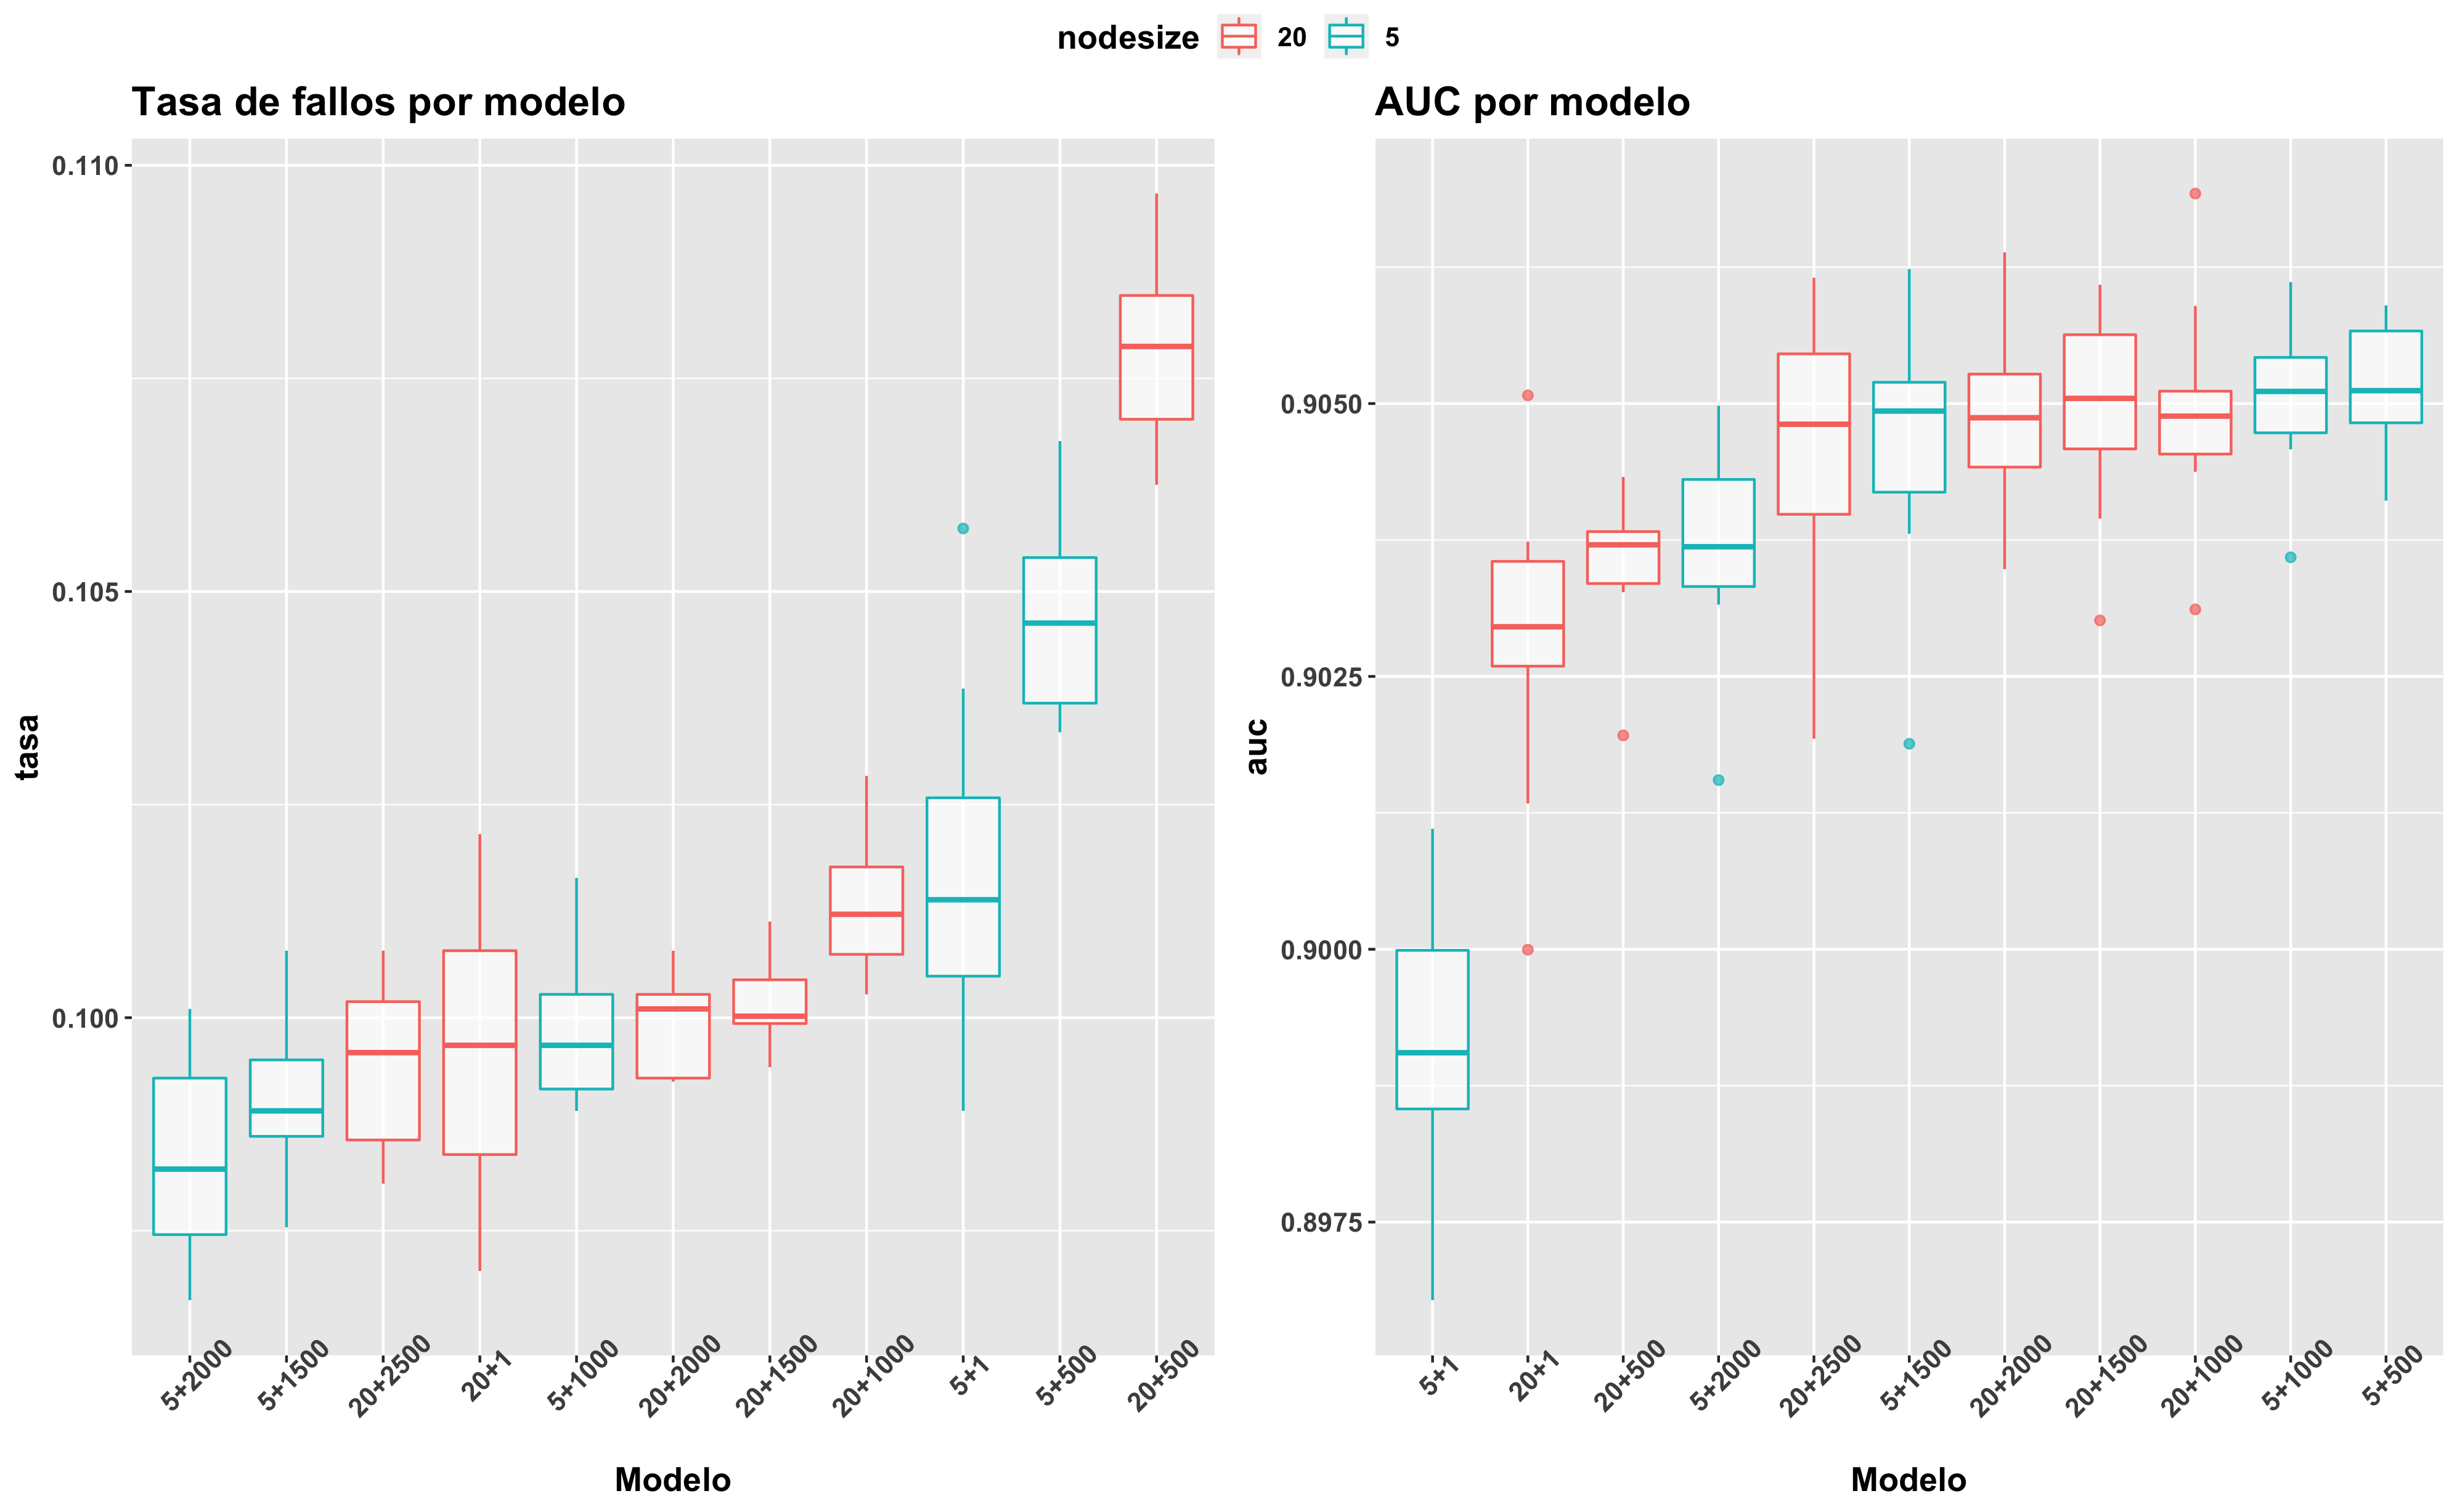 nodesize 20 5
Tasa de fallos por modelo
0.110
0.105
0.100
tasa
5+2000 5+1500 20+2500 20+1 5+1000 20+2000 20+1500 20+1000 5+1 5+500 20+500
Modelo
AUC por modelo
0.9050
0.9025
0.9000
0.8975
auc
5+1 20+1 20+500 5+2000 20+2500 5+1500 20+2000 20+1500 20+1000 5+1000 5+500
Modelo